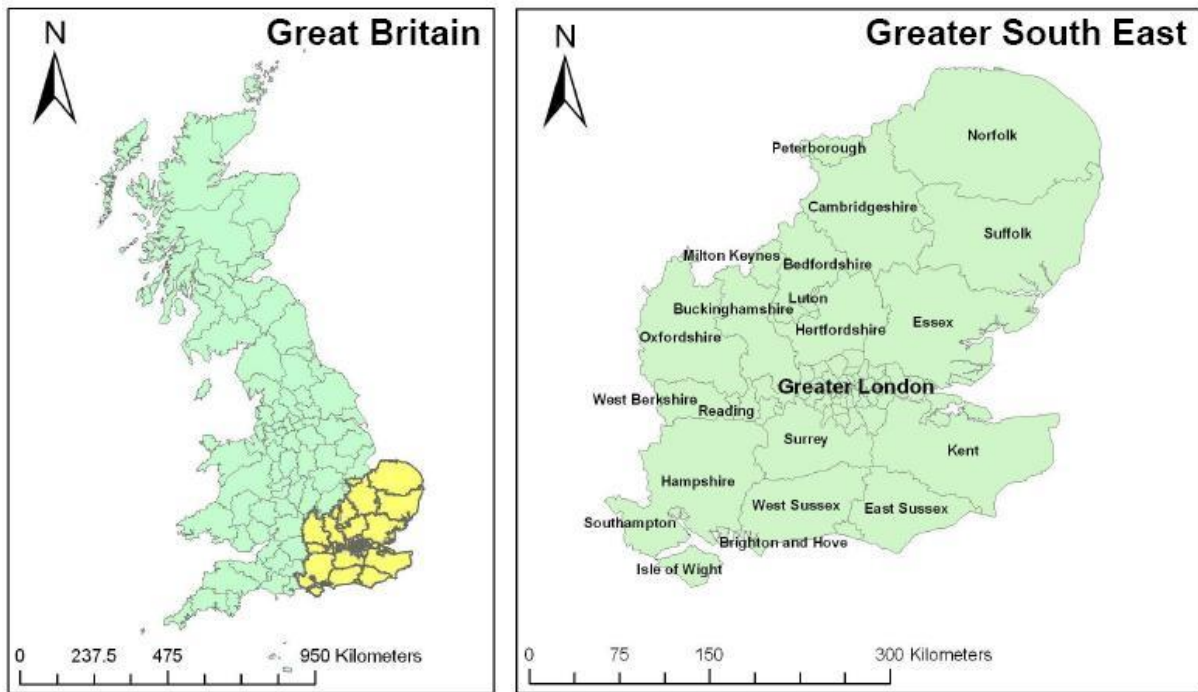 N
Great Britain
0 237.5 475 950 Kilometers
N
Greater South East
Norfolk
Peterborough
Cambridgeshire
Suffolk
Milton Keynes
Bedfordshire
Luton
Buckinghamshire
Essex
Hertfordshire
Oxfordshire
Greater London
West Berkshire
Reading
Surrey
Kent
Hampshire
West Sussex
East Sussex
Southampton
Brighton and Hove
Isle of Wight
0 75 150 300 Kilometers